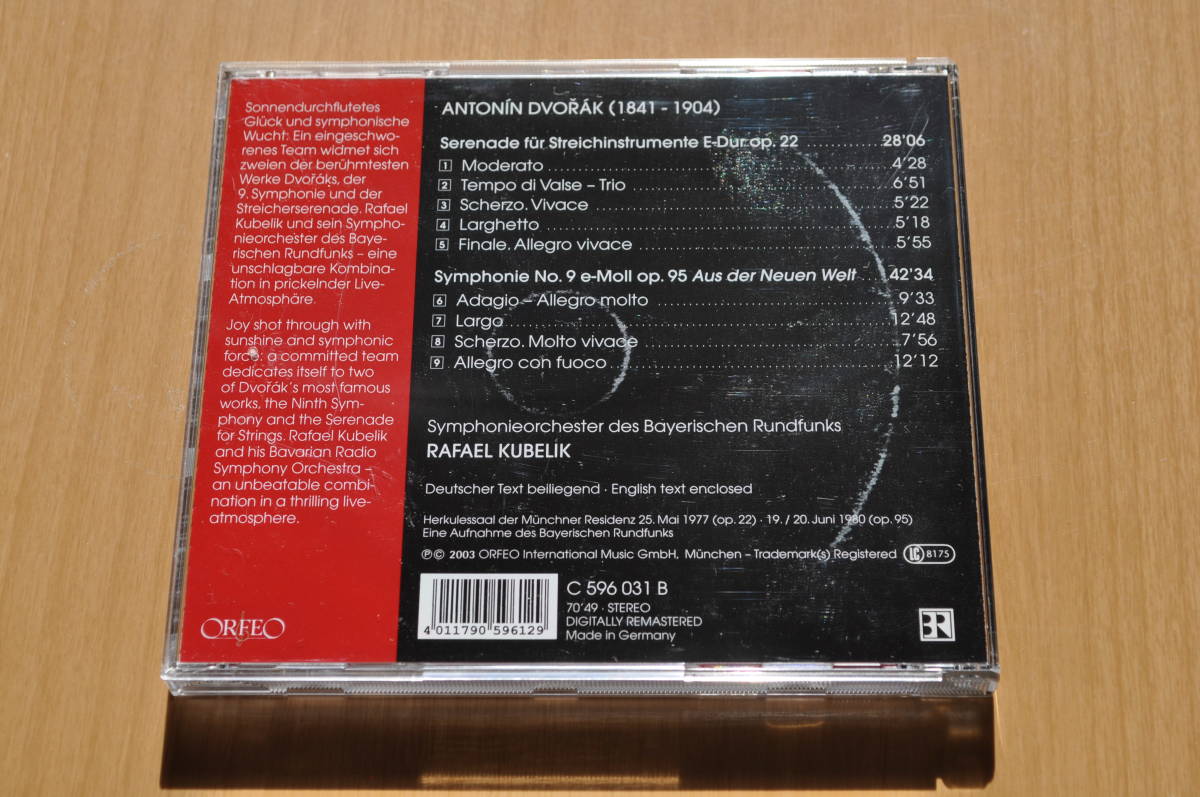 Sonnendurchflutetes
Glück und symphonische
Wucht: Ein eingeschwo-
renes Team widmet sich
zweien der berühmtesten
Werke Dvořáks, der
9. Symphonie und der
Streicherserenade. Rafael
Kubelik und sein Sympho-
nieorchester des Baye-
rischen Rundfunks – eine
unschlagbare Kombina-
tion in prickelnder Live-
Atmosphäre.
Joy shot through with
sunshine and symphonic
force: a committed team
dedicates itself to two
of Dvořák's most famous
works, the Ninth Sym-
phony and the Serenade
for Strings. Rafael Kubelik
and his Bavarian Radio
Symphony Orchestra –
an unbeatable combi-
nation in a thrilling live-
atmosphere.
ORFEO
ANTONÍN DVOŘÁK (1841 - 1904)
Serenade für Streichinstrumente E-Dur op. 22 28'06
1 Moderato 4'28
2 Tempo di Valse – Trio 6'51
3 Scherzo. Vivace 5'22
4 Larghetto 5'18
5 Finale. Allegro vivace 5'55
Symphonie No. 9 e-Moll op. 95 Aus der Neuen Welt 42'34
6 Adagio – Allegro molto 9'33
7 Largo 12'48
8 Scherzo. Molto vivace 7'56
9 Allegro con fuoco 12'12
Symphonieorchester des Bayerischen Rundfunks
RAFAEL KUBELÍK
Deutscher Text beiliegend · English text enclosed
Herkulessaal der Münchner Residenz 25. Mai 1977 (op. 22) · 19. / 20. Juni 1980 (op. 95)
Eine Aufnahme des Bayerischen Rundfunks
℗© 2003 ORFEO International Music GmbH, München – Trademark(s) Registered LC 8175
C 596 031 B
70'49 · STEREO
DIGITALLY REMASTERED
Made in Germany
4 011790 596129
BR